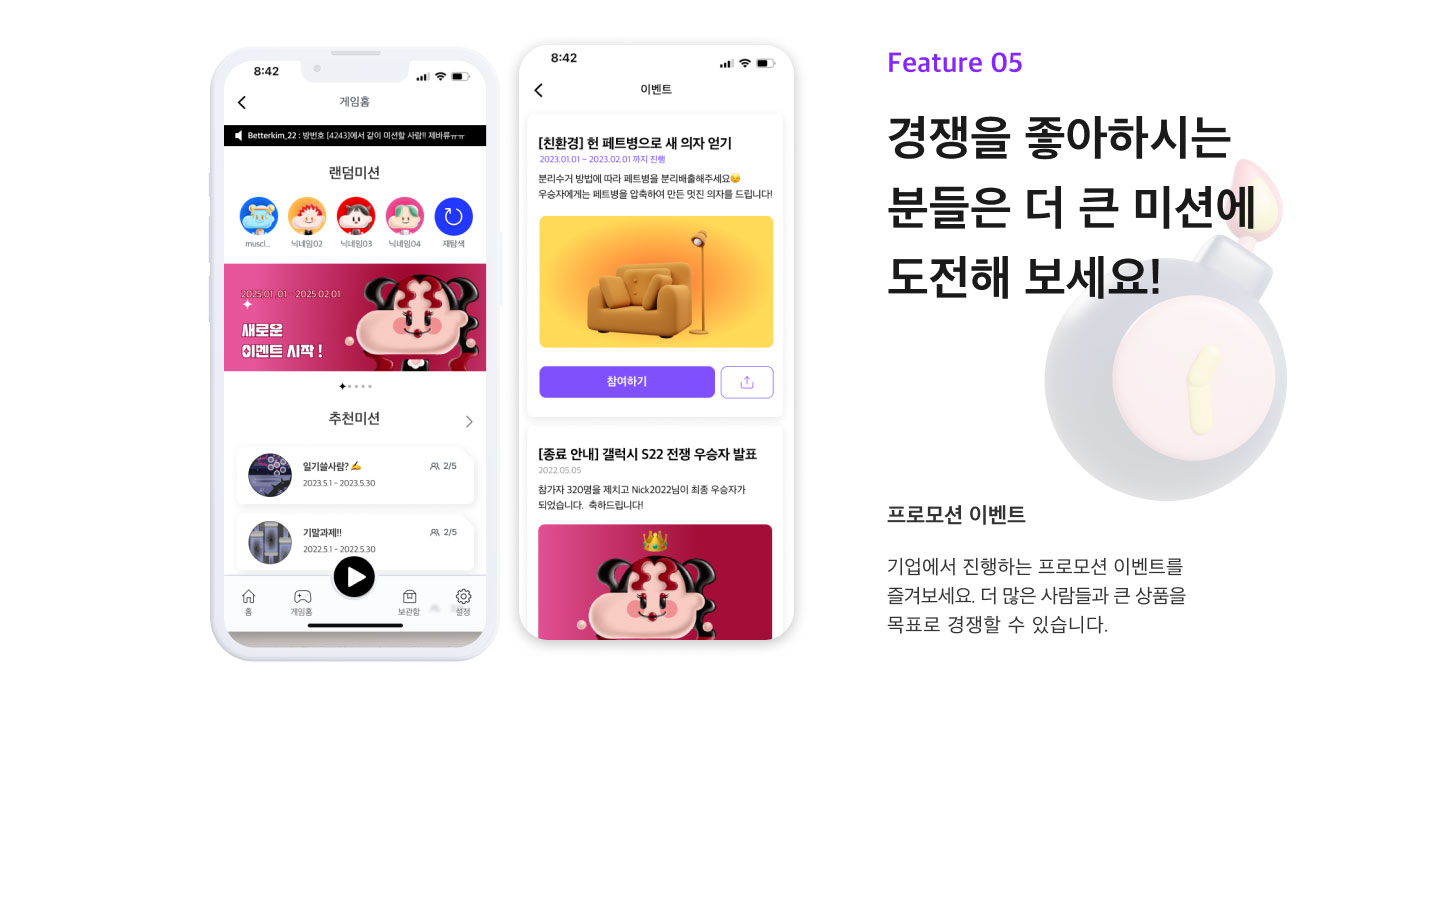 8:42
게임홈
Betterkim_22 : 방번호 [4243]에서 같이 미션할 사람!! 제바류ㅠㅠ
랜덤미션
muscl...
닉네임02
닉네임03
닉네임04
재탐색
2025.01. 01 - 2025.02.01
새로운
이벤트 시작 !
추천미션
일기쓸사람?✍️
2/5
2023.5.1 - 2023.5.30
기말과제!!
2/5
2022.5.1 - 2022.5.30
홈
게임홈
보관함
설정
8:42
이벤트
[친환경] 헌 페트병으로 새 의자 얻기
2023.01.01 ~ 2023.02.01 까지 진행
분리수거 방법에 따라 페트병을 분리배출해주세요😉
우승자에게는 페트병을 압축하여 만든 멋진 의자를 드립니다!
참여하기
[종료 안내] 갤럭시 S22 전쟁 우승자 발표
2022.05.05
참가자 320명을 제치고 Nick2022님이 최종 우승자가
되었습니다. 축하드립니다!
Feature 05
경쟁을 좋아하시는
분들은 더 큰 미션에
도전해 보세요!
프로모션 이벤트
기업에서 진행하는 프로모션 이벤트를
즐겨보세요. 더 많은 사람들과 큰 상품을
목표로 경쟁할 수 있습니다.